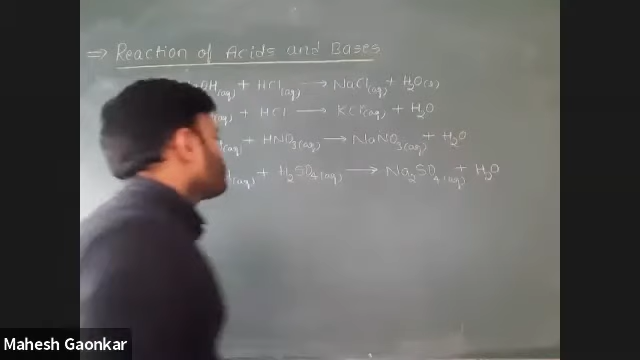 ⇒ Reaction of Acids and Bases
OH(aq) + HCl(aq) → NaCl(aq) + H2O(l)
(aq) + HCl → KCl(aq) + H2O
(aq) + HNO3(aq) → NaNO3(aq) + H2O
(aq) + H2SO4(aq) → Na2SO4(aq) + H2O
Mahesh Gaonkar